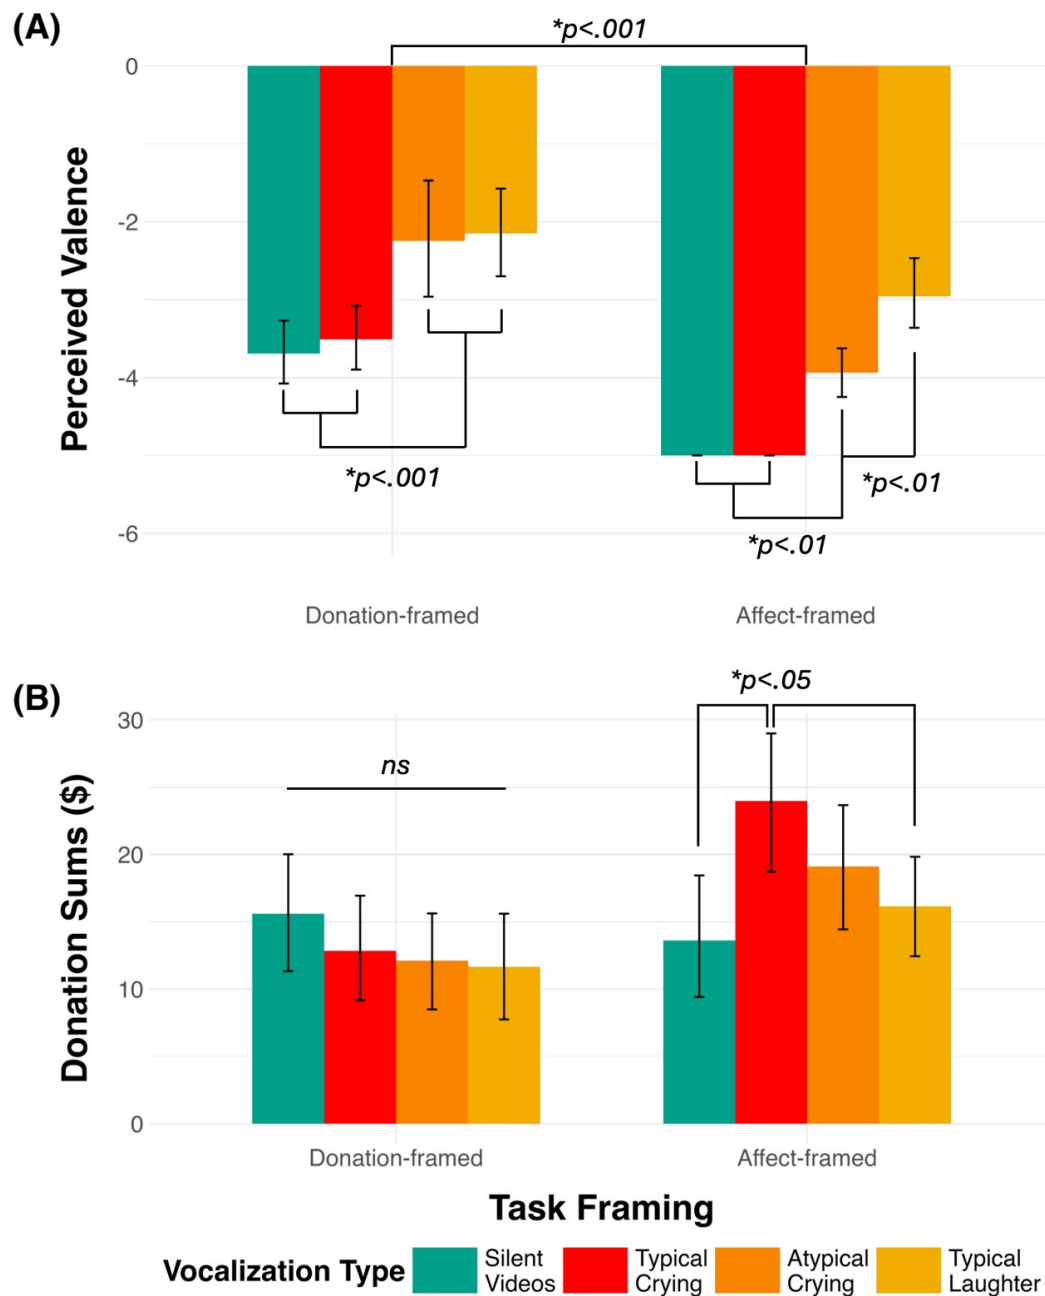 (A)
*p<.001
0
-2
-4
-6
Perceived Valence
*p<.001
*p<.01
*p<.01
Donation-framed
Affect-framed
(B)
*p<.05
30
20
10
0
Donation Sums ($)
ns
Donation-framed
Affect-framed
Task Framing
Vocalization Type
Silent
Videos
Typical
Crying
Atypical
Crying
Typical
Laughter